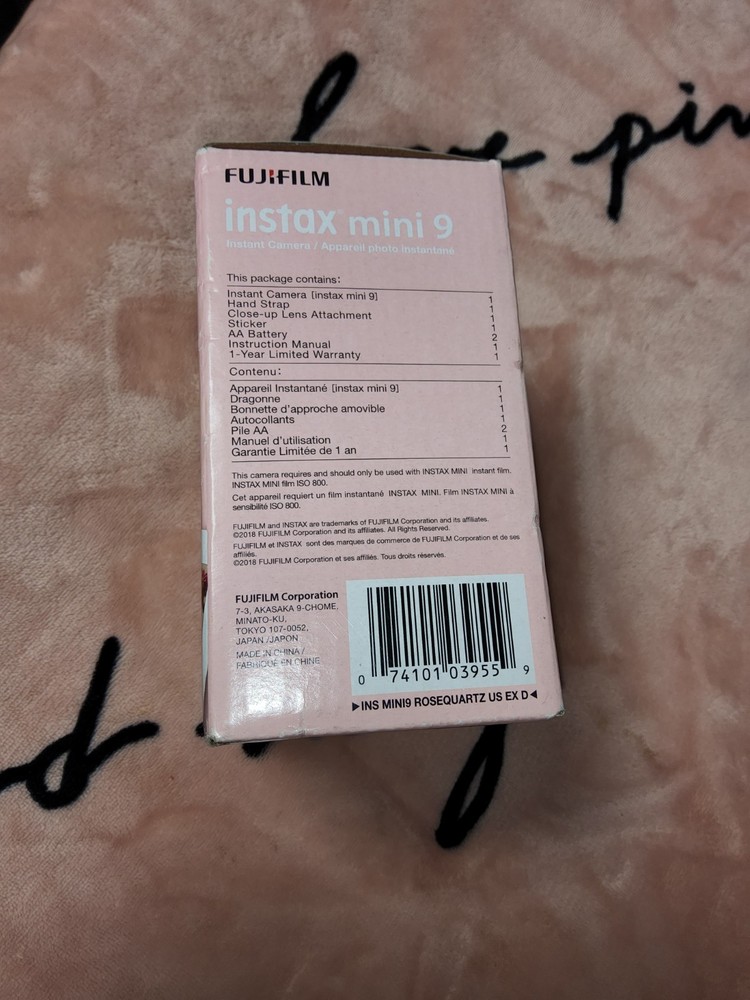 love pin
FUJIFILM
instax™ mini 9
Instant Camera / Appareil photo instantané
This package contains:
Instant Camera [instax mini 9] 1
Hand Strap 1
Close-up Lens Attachment 1
Sticker 1
AA Battery 2
Instruction Manual 1
1-Year Limited Warranty 1
Contenu:
Appareil Instantané [instax mini 9] 1
Dragonne 1
Bonnette d'approche amovible 1
Autocollants 1
Pile AA 2
Manuel d'utilisation 1
Garantie Limitée de 1 an 1
This camera requires and should only be used with INSTAX MINI instant film.
INSTAX MINI film ISO 800.
Cet appareil requiert un film instantané INSTAX MINI. Film INSTAX MINI à
sensibilité ISO 800.
FUJIFILM and INSTAX are trademarks of FUJIFILM Corporation and its affiliates.
©2018 FUJIFILM Corporation and its affiliates. All Rights Reserved.
FUJIFILM et INSTAX sont des marques de commerce de FUJIFILM Corporation et de ses
affiliés.
©2018 FUJIFILM Corporation et ses affiliés. Tous droits réservés.
FUJIFILM Corporation
7-3, AKASAKA 9-CHOME,
MINATO-KU,
TOKYO 107-0052,
JAPAN /JAPON
MADE IN CHINA /
FABRIQUÉ EN CHINE
0 74101 03955 9
▶INS MINI9 ROSEQUARTZ US EX D◀